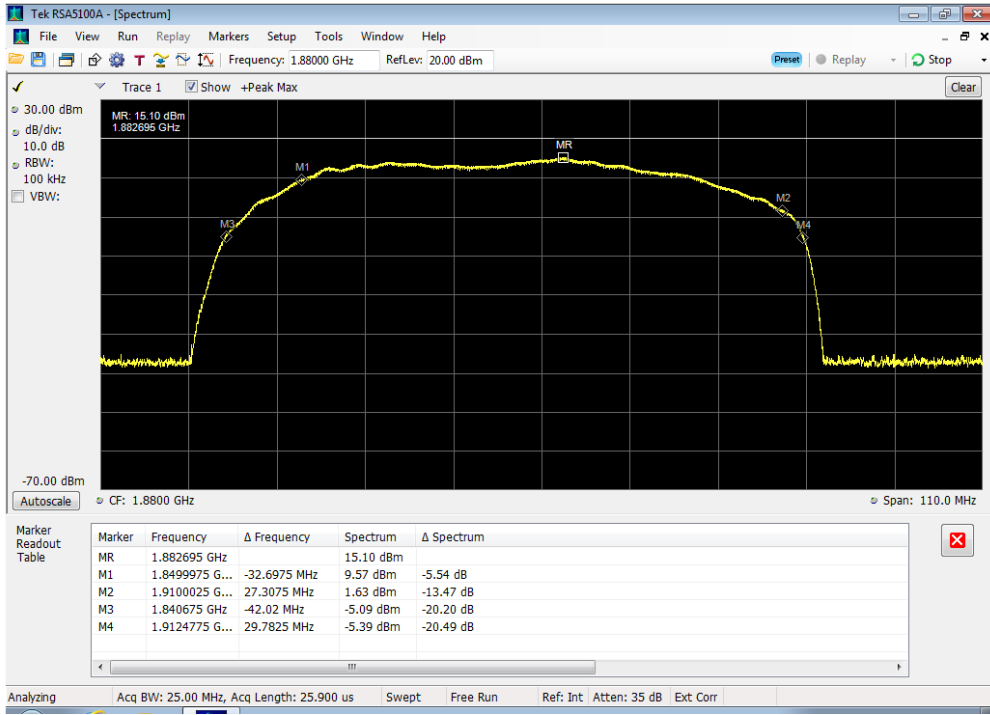 Tek RSA5100A - [Spectrum]
File View Run Replay Markers Setup Tools Window Help
T Frequency: 1.88000 GHz RefLev: 20.00 dBm Preset Replay Stop
Trace 1 Show +Peak Max Clear
30.00 dBm
dB/div:
10.0 dB
RBW:
100 kHz
VBW:
MR: 15.10 dBm
1.882695 GHz
MR
M1
M2
M3
M4
-70.00 dBm
Autoscale CF: 1.8800 GHz Span: 110.0 MHz
Marker
Readout
Table
Marker Frequency Δ Frequency Spectrum Δ Spectrum
MR 1.882695 GHz 15.10 dBm
M1 1.8499975 G... -32.6975 MHz 9.57 dBm -5.54 dB
M2 1.9100025 G... 27.3075 MHz 1.63 dBm -13.47 dB
M3 1.840675 GHz -42.02 MHz -5.09 dBm -20.20 dB
M4 1.9124775 G... 29.7825 MHz -5.39 dBm -20.49 dB
Analyzing Acq BW: 25.00 MHz, Acq Length: 25.900 us Swept Free Run Ref: Int Atten: 35 dB Ext Corr